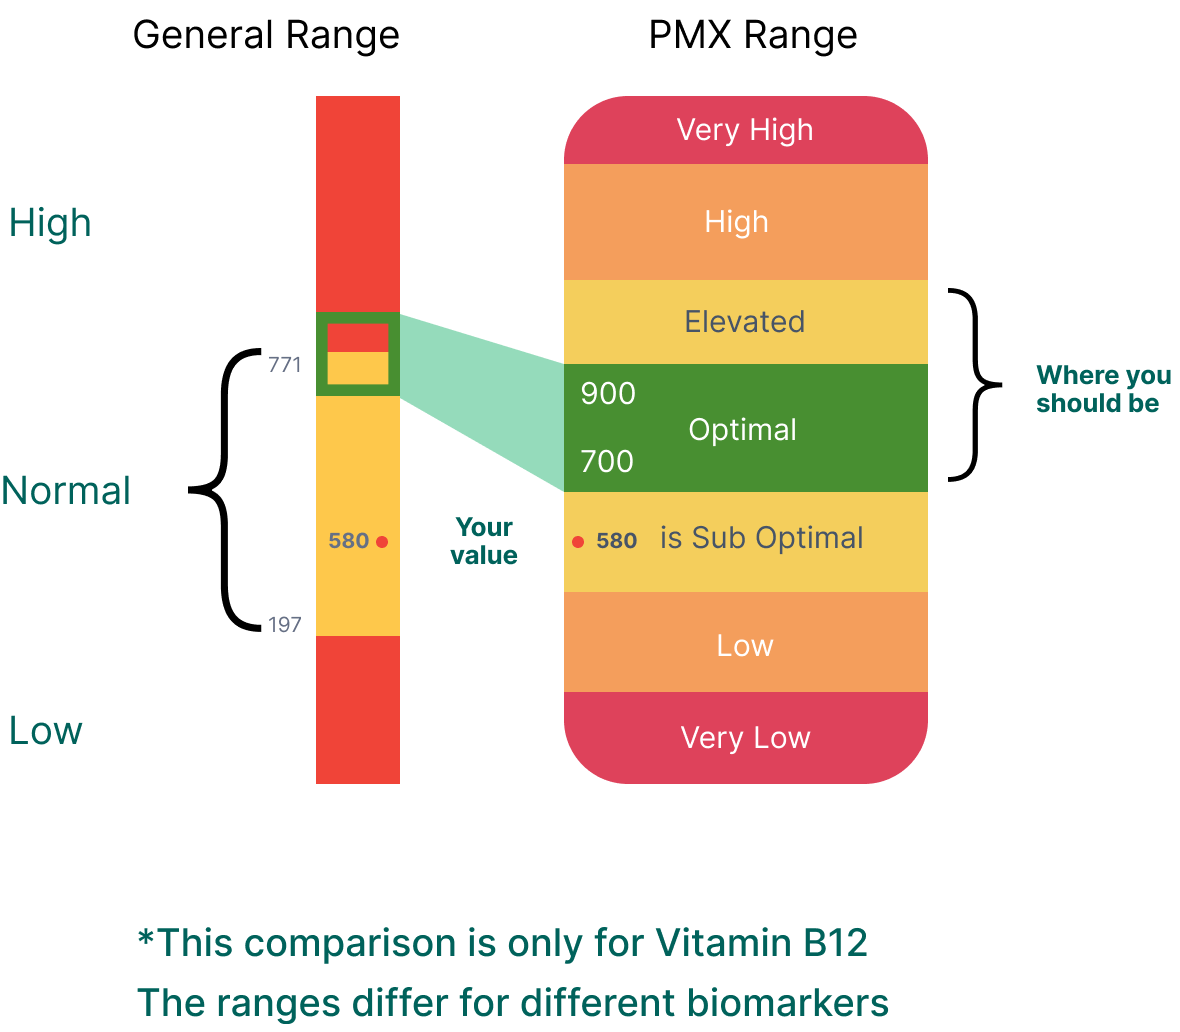 General Range
PMX Range
Very High
High
High
Elevated
771
900
Optimal
700
Where you
should be
Normal
580
Your
value
580 is Sub Optimal
197
Low
Low
Very Low
*This comparison is only for Vitamin B12
The ranges differ for different biomarkers